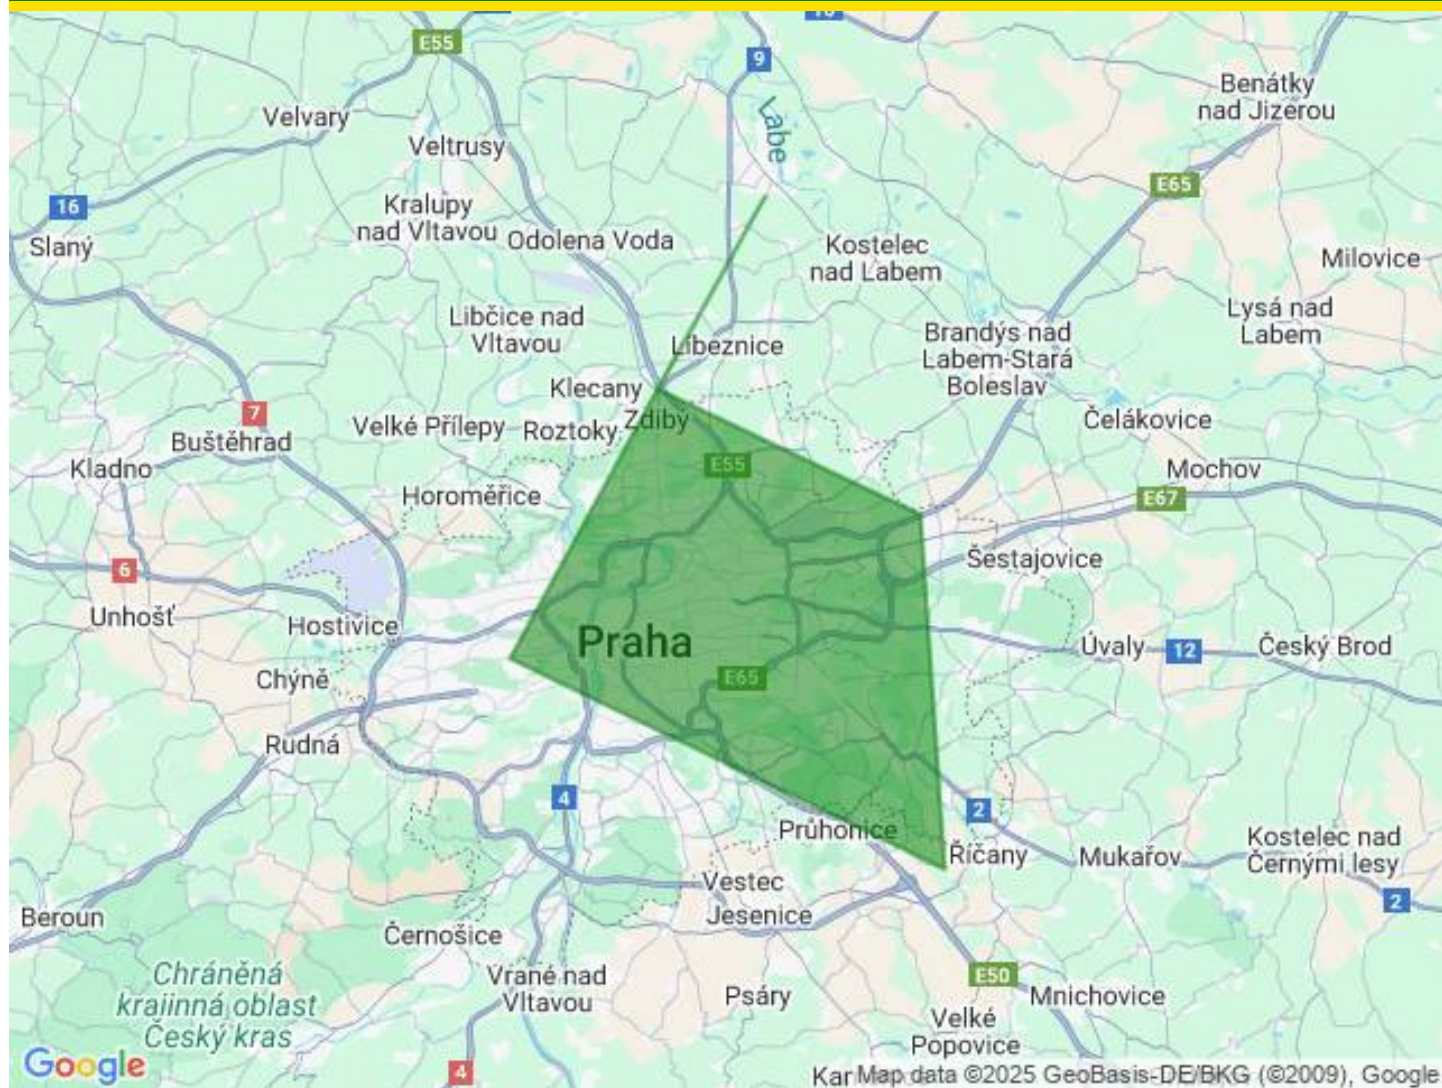 E55
9
Labe
Benátky
nad Jizerou
Velvary
Veltrusy
E65
16
Kralupy
nad Vltavou
Slaný
Odolena Voda
Kostelec
nad Labem
Milovice
Libčice nad
Vltavou
Líbeznice
Brandýs nad
Labem-Stará
Boleslav
Lysá nad
Labem
Klecany
Zdiby
7
Buštěhrad
Velké Přílepy
Roztoky
Čelákovice
Kladno
E55
Mochov
Horoměřice
E67
6
Šestajovice
Unhošť
Hostivice
Praha
Úvaly
12
Český Brod
Chýně
E65
Rudná
4
2
Průhonice
Říčany
Mukařov
Kostelec nad
Černými lesy
Vestec
Jesenice
2
Beroun
Černošice
Chráněná
krajinná oblast
Český kras
Vrané nad
Vltavou
Psáry
E50
Mnichovice
Velké
Popovice
Google
4
Map data ©2025 GeoBasis-DE/BKG (©2009), Google